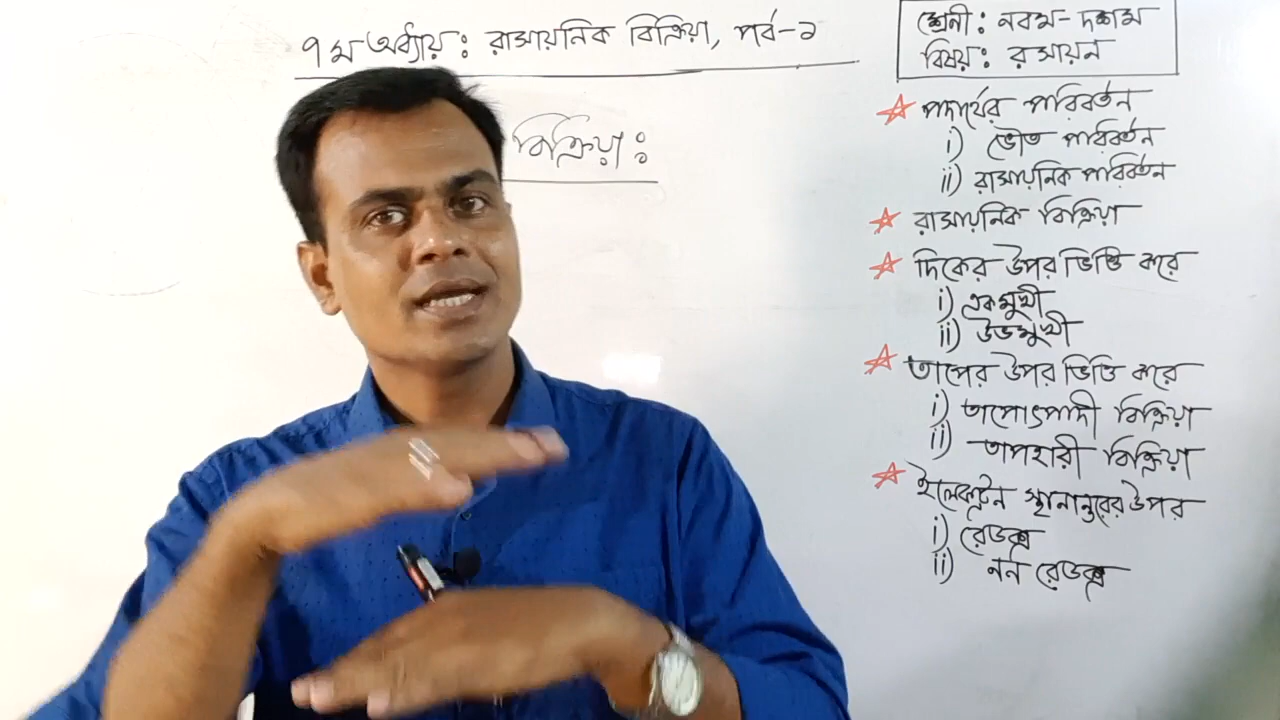 ৭ম অধ্যায়ঃ রাসায়নিক বিক্রিয়া, পর্ব-১
বিক্রিয়াঃ
শ্রেনীঃ নবম-দশম
বিষয়ঃ রসায়ন
☆ পদার্থের পরিবর্তন
i) ভৌত পরিবর্তন
ii) রাসায়নিক পরিবর্তন
☆ রাসায়নিক বিক্রিয়া
☆ দিকের উপর ভিত্তি করে
i) একমুখী
ii) উভমুখী
☆ তাপের উপর ভিত্তি করে
i) তাপোৎপাদী বিক্রিয়া
ii) তাপহারী বিক্রিয়া
☆ ইলেকট্রন স্থানান্তরের উপর
i) রেডক্স
ii) নন রেডক্স